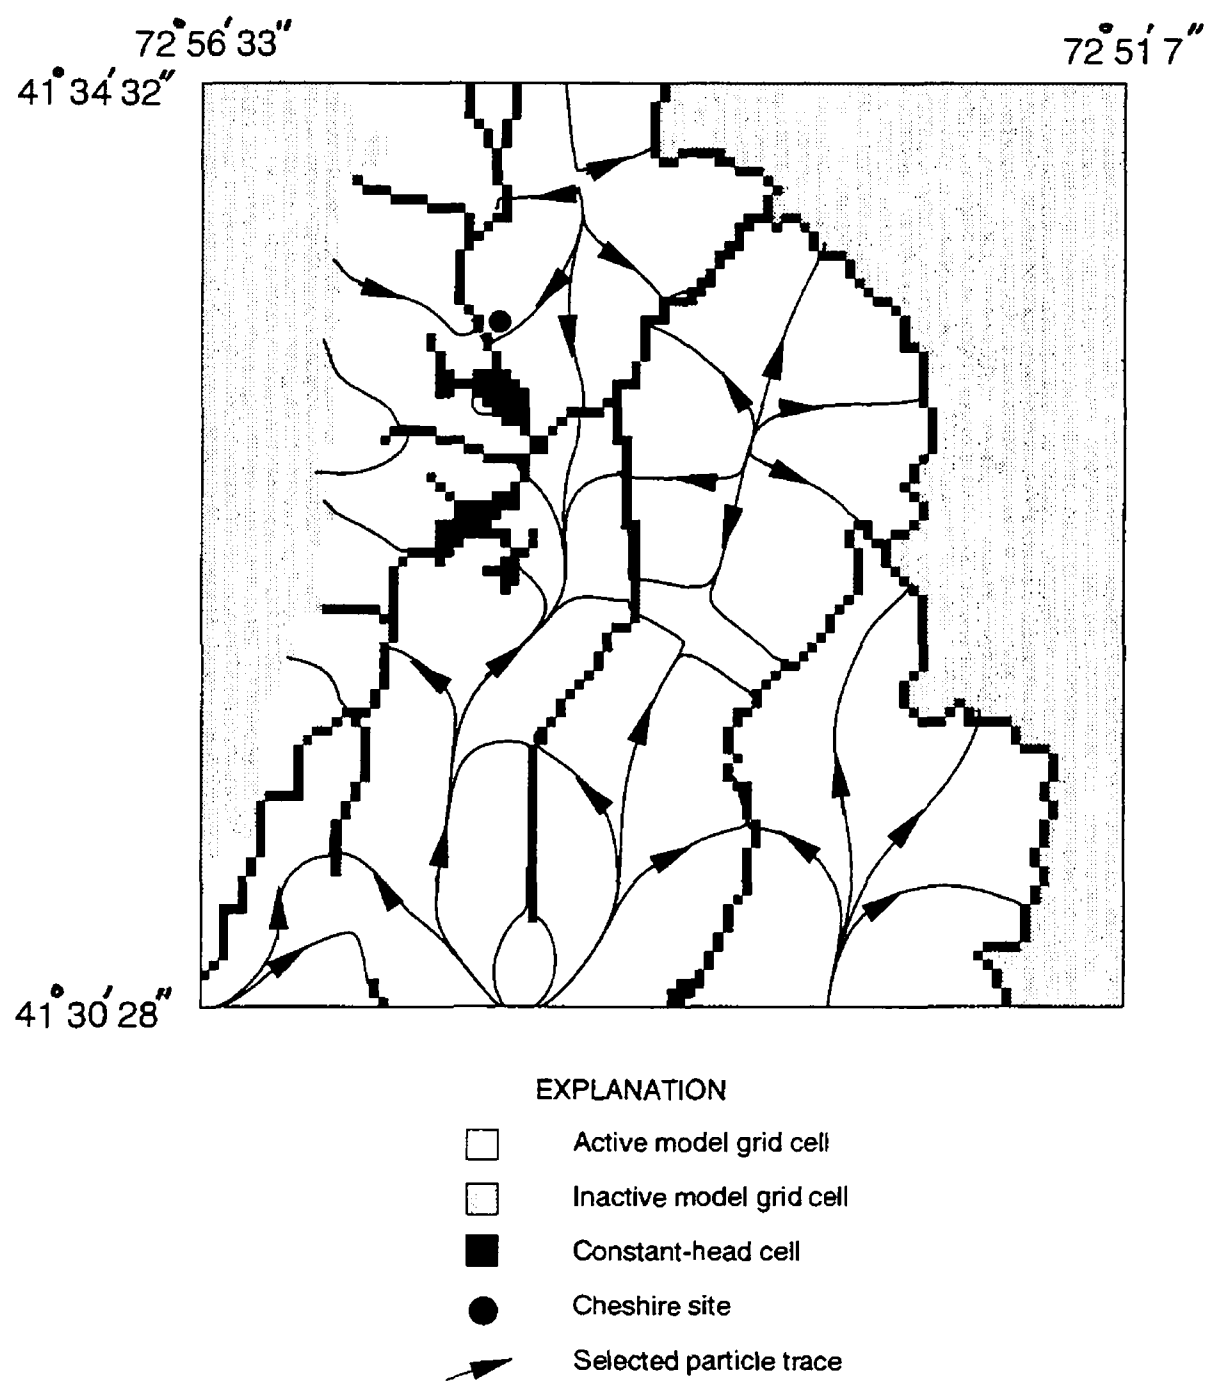 72°56'33"
72°51'7"
41°34'32"
41°30'28"
EXPLANATION
Active model grid cell
Inactive model grid cell
Constant-head cell
Cheshire site
Selected particle trace